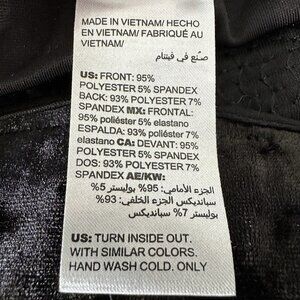 MADE IN VIETNAM/ HECHO
EN VIETNAM/ FABRIQUÉ AU
VIETNAM/
صنع في فيتنام
US: FRONT: 95%
POLYESTER 5% SPANDEX
BACK: 93% POLYESTER 7%
SPANDEX MX: FRONTAL:
95% poliéster 5% elastano
ESPALDA: 93% poliéster 7%
elastano CA: DEVANT: 95%
POLYESTER 5% SPANDEX
DOS: 93% POLYESTER 7%
SPANDEX AE/KW:
الجزء الأمامي: 95% بوليستر 5%
سبانديكس الجزء الخلفي: 93%
بوليستر 7% سبانديكس
US: TURN INSIDE OUT.
WITH SIMILAR COLORS.
HAND WASH COLD. ONLY